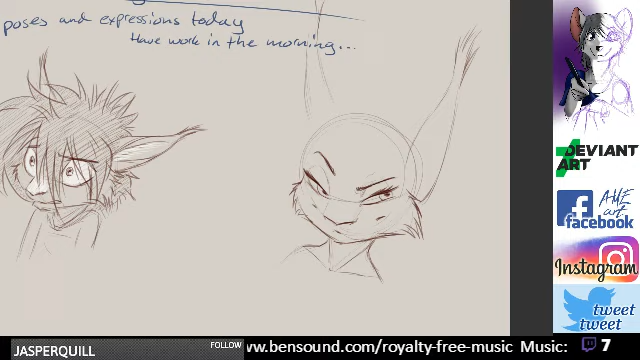 poses and expressions today
Have work in the morning...
DEVIANT
ART
AHE
art
facebook
Instagram
tweet
tweet
JASPERQUILL
FOLLOW
ww.bensound.com/royalty-free-music Music:
7